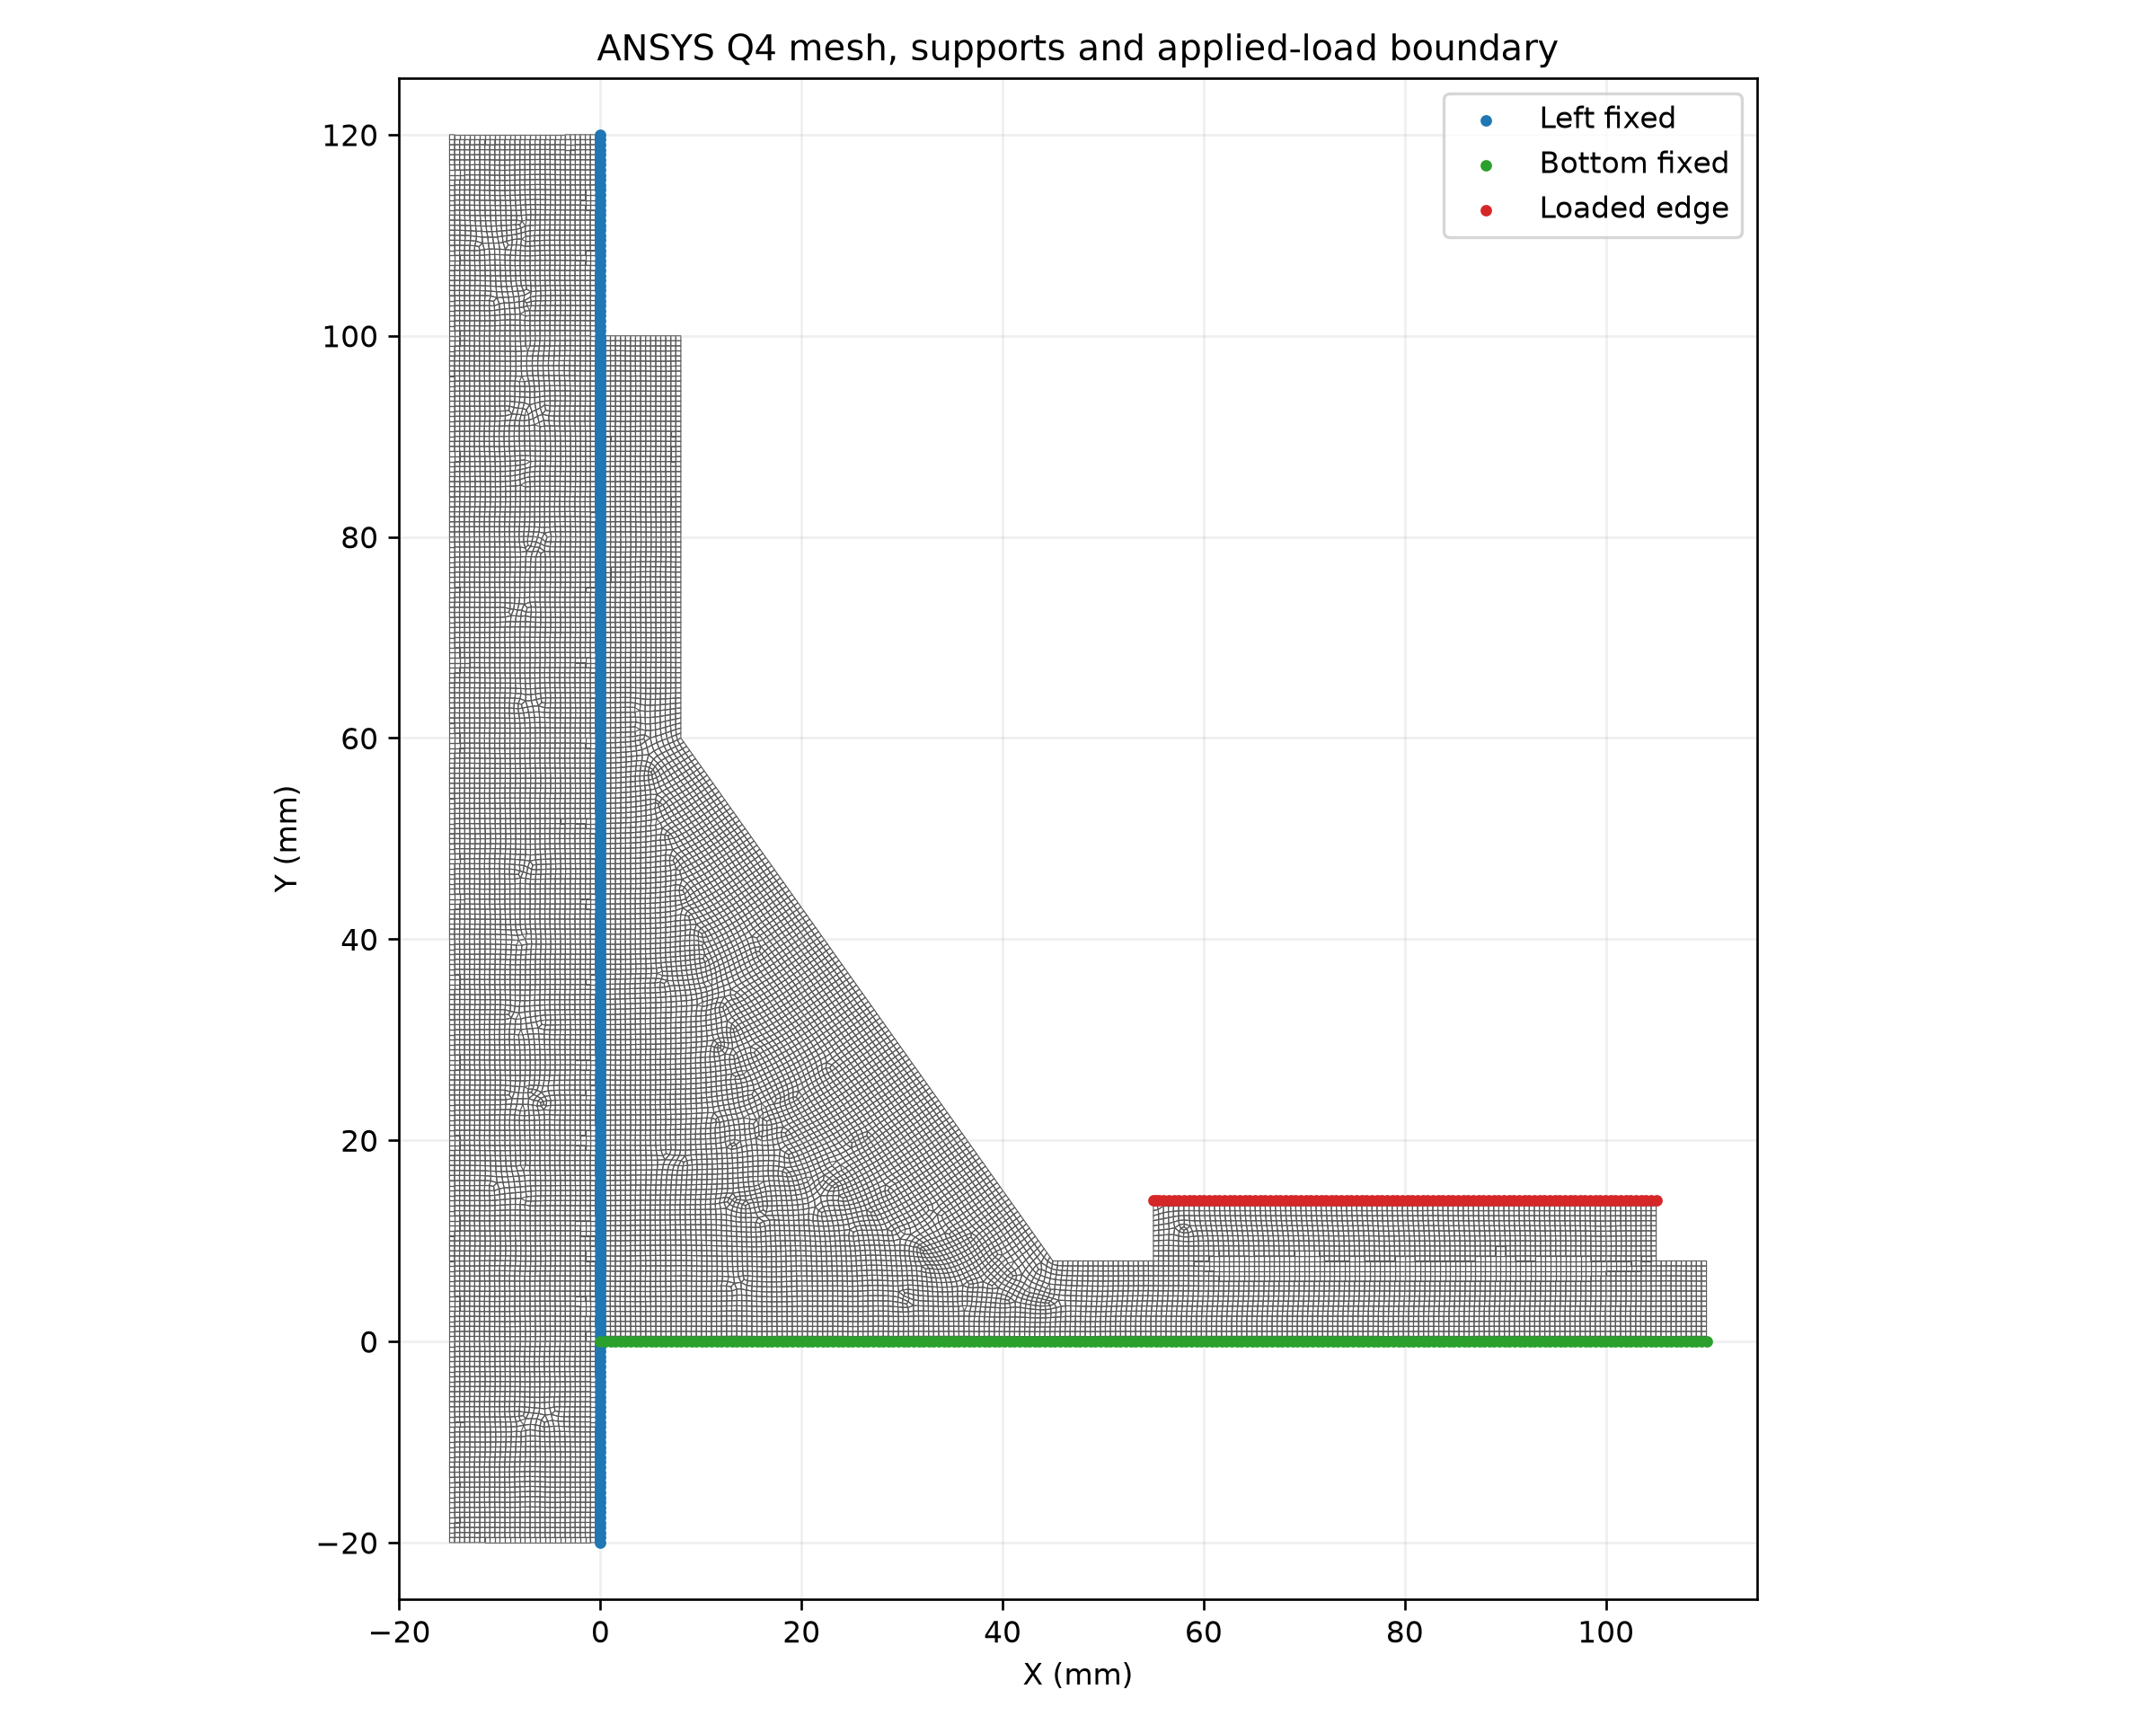 ANSYS Q4 mesh, supports and applied-load boundary
Left fixed
Bottom fixed
Loaded edge
120
100
80
60
40
20
0
−20
Y (mm)
−20 0 20 40 60 80 100
X (mm)